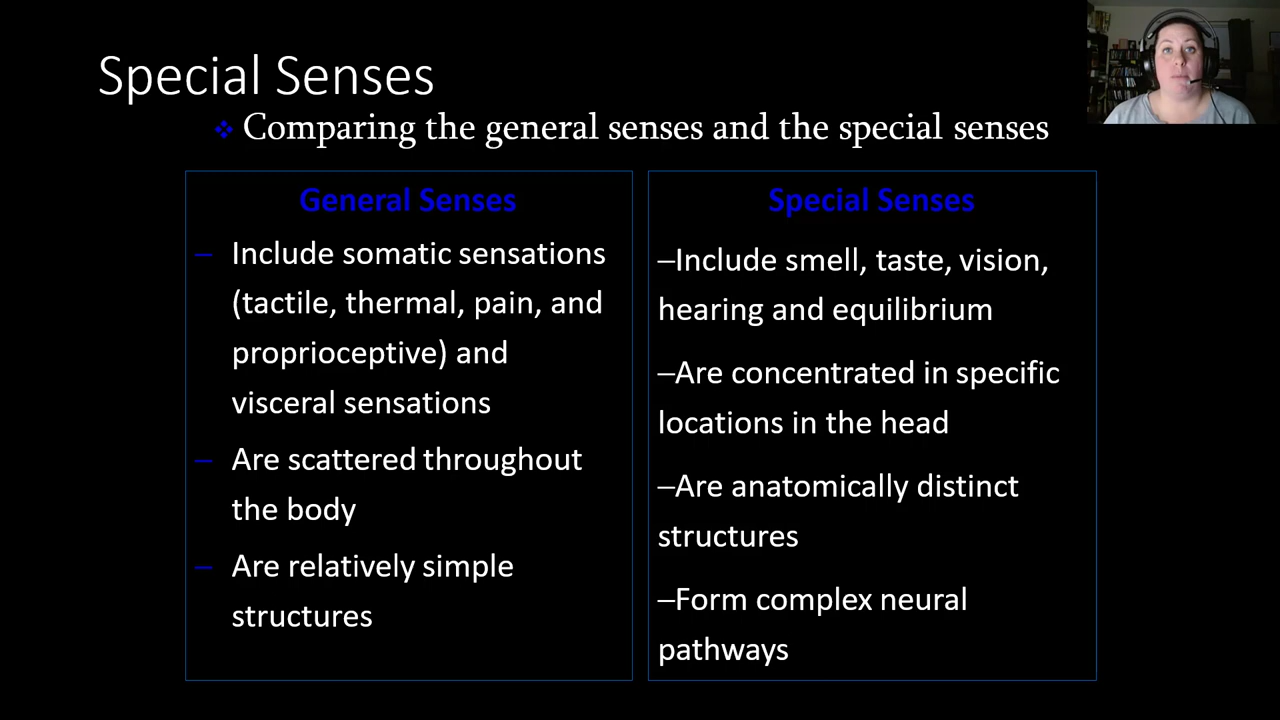 Special Senses
❖ Comparing the general senses and the special senses
General Senses
– Include somatic sensations
(tactile, thermal, pain, and
proprioceptive) and
visceral sensations
– Are scattered throughout
the body
– Are relatively simple
structures
Special Senses
–Include smell, taste, vision,
hearing and equilibrium
–Are concentrated in specific
locations in the head
–Are anatomically distinct
structures
–Form complex neural
pathways